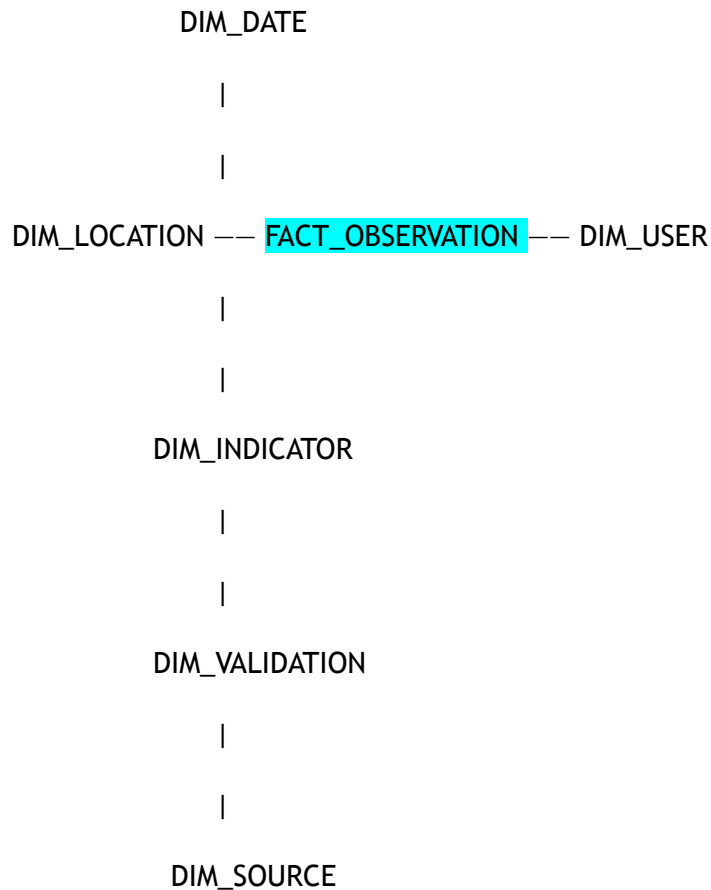 DIM_DATE
|
|
DIM_LOCATION —— FACT_OBSERVATION —— DIM_USER
|
|
DIM_INDICATOR
|
|
DIM_VALIDATION
|
|
DIM_SOURCE